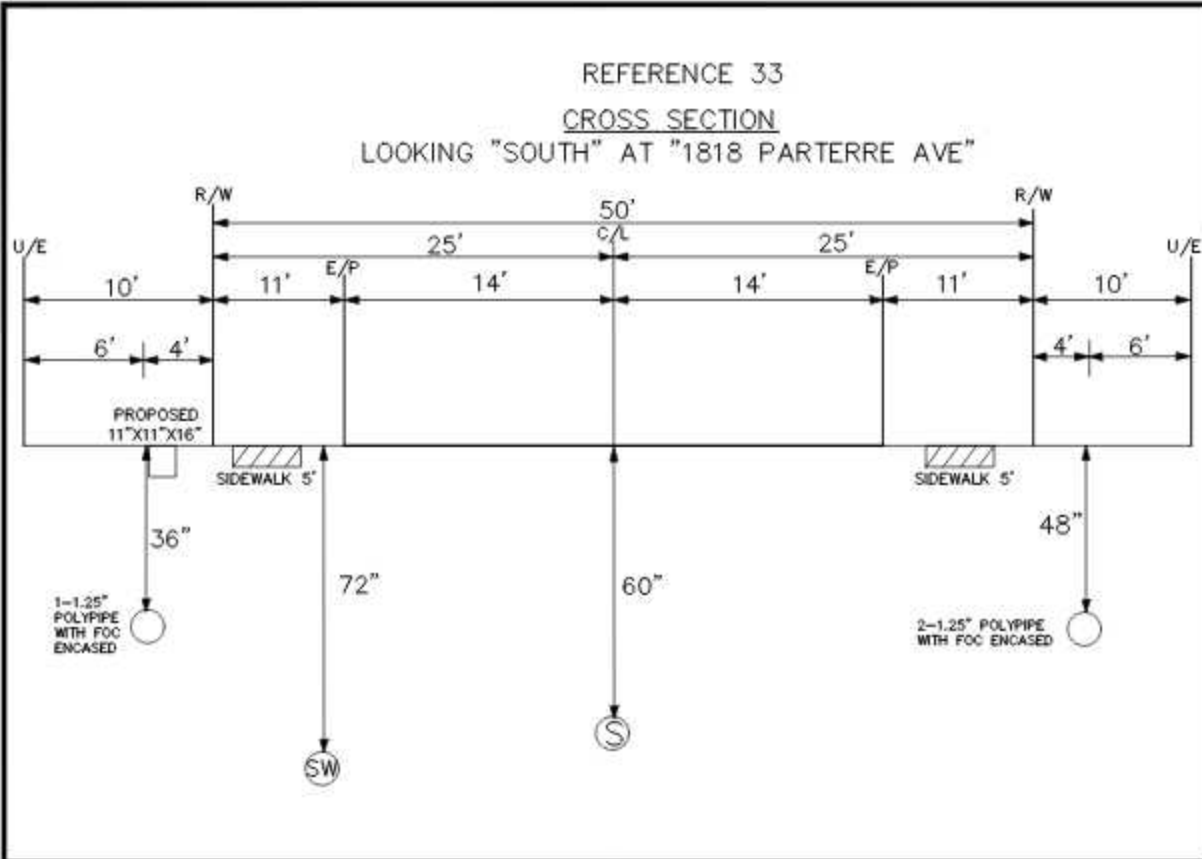 REFERENCE 33
CROSS SECTION
LOOKING "SOUTH" AT "1818 PARTERRE AVE"
R/W
R/W
50'
U/E
25'
C/L
25'
U/E
E/P
E/P
10'
11'
14'
14'
11'
10'
6'
4'
4'
6'
PROPOSED
11"X11"X16"
SIDEWALK 5'
SIDEWALK 5'
36"
48"
72"
60"
1-1.25"
POLYPIPE
WITH FOC
ENCASED
2-1.25" POLYPIPE
WITH FOC ENCASED
S
SW